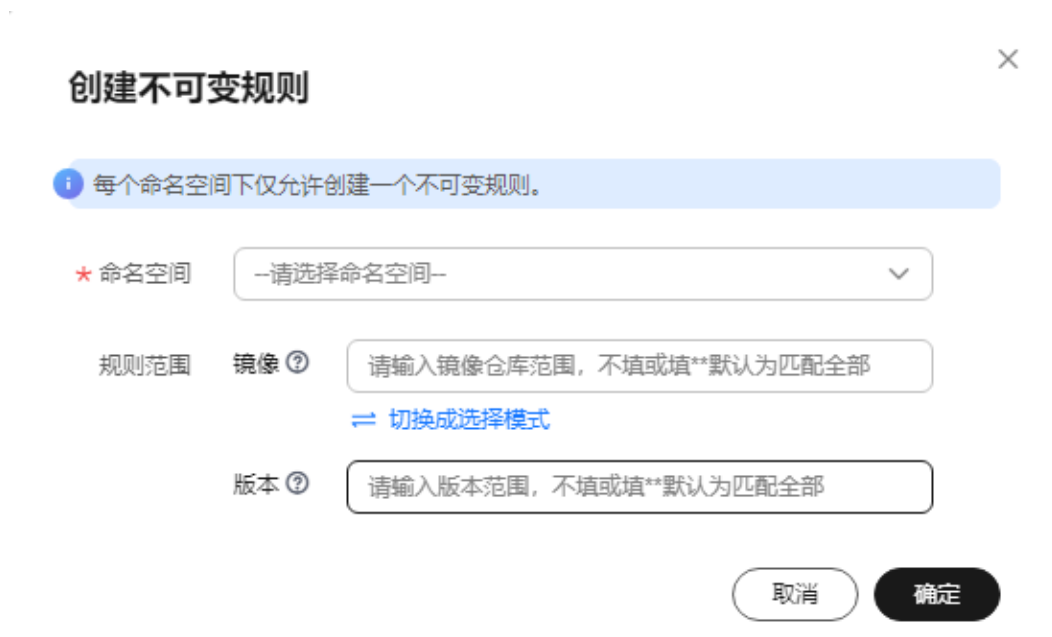 创建不可变规则
每个命名空间下仅允许创建一个不可变规则。
* 命名空间 --请选择命名空间--
规则范围 镜像 请输入镜像仓库范围，不填或填**默认为匹配全部
切换成选择模式
版本 请输入版本范围，不填或填**默认为匹配全部
取消 确定